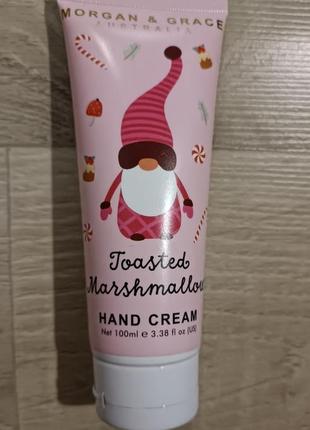 MORGAN & GRACE
AUSTRALIA
Toasted
Marshmallow
HAND CREAM
Net 100ml e 3.38 fl oz (US)